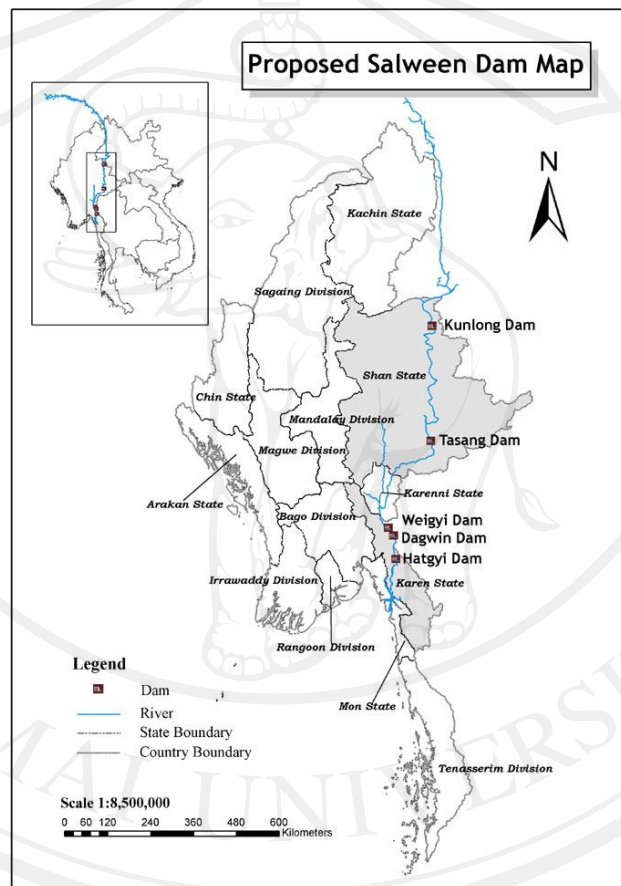 Proposed Salween Dam Map
N
Kachin State
Sagaing Division
Kunlong Dam
Shan State
Chin State
Mandalay Division
Tasang Dam
Magwe Division
Karenni State
Arakan State
Weigyi Dam
Bago Division
Dagwin Dam
Hatgyi Dam
Irrawaddy Division
Karen State
Rangoon Division
Legend
Dam
River
Mon State
State Boundary
Country Boundary
Tenasserim Division
Scale 1:8,500,000
0 60 120 240 360 480 600
Kilometers